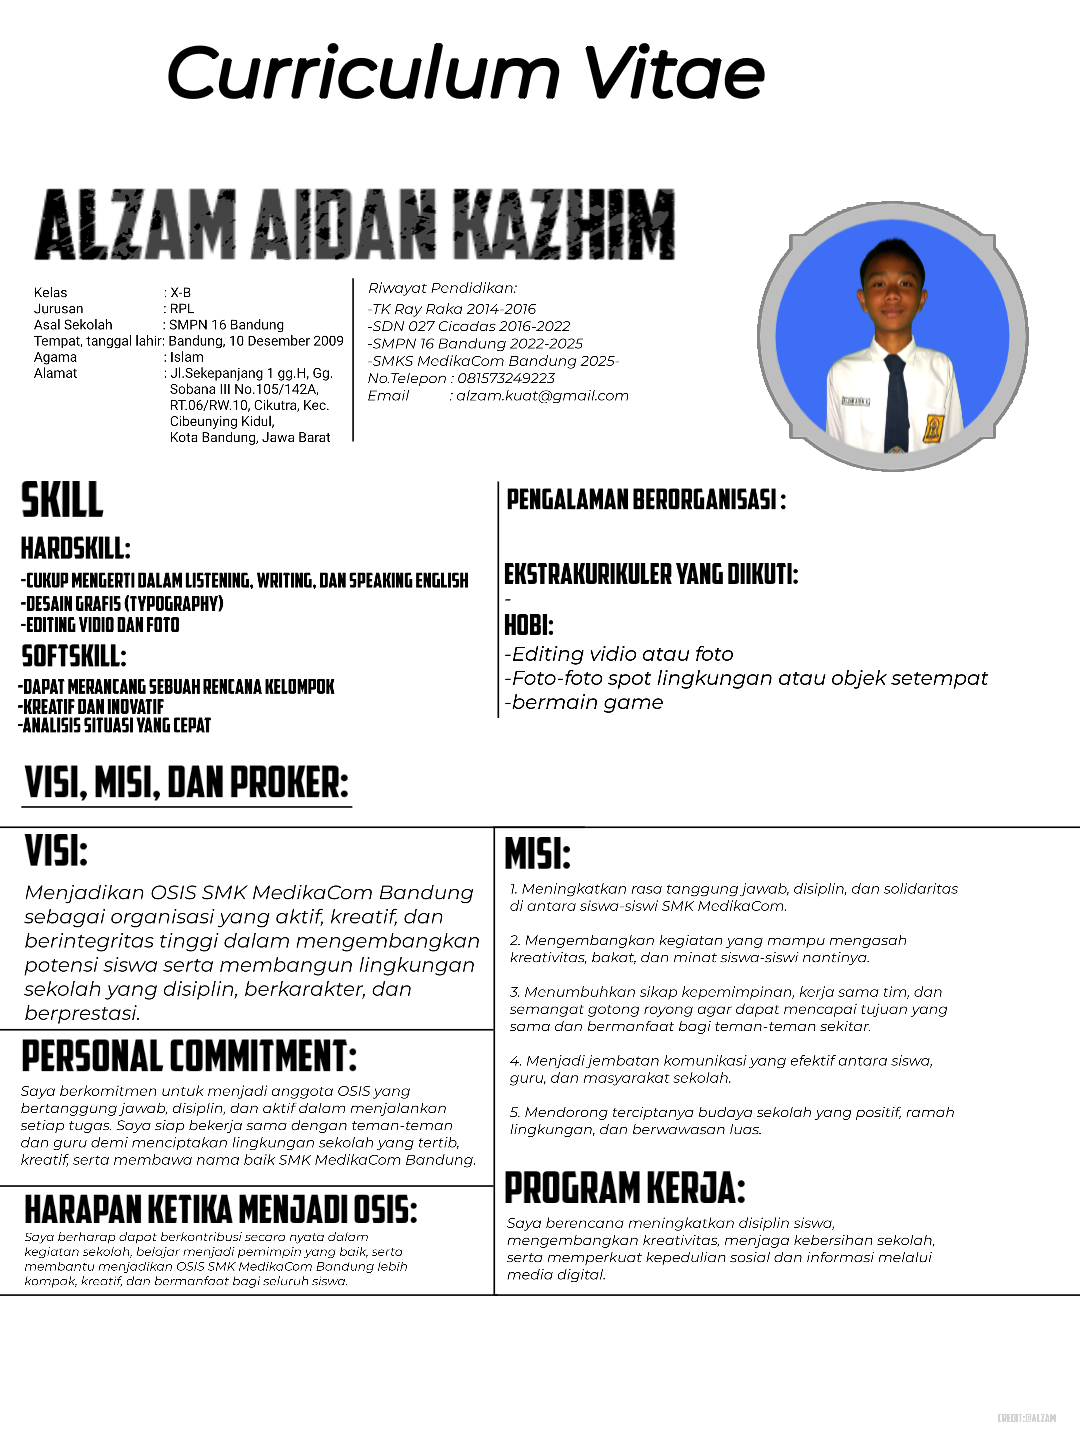 Curriculum Vitae
ALZAM AIDAN KAZHIM
Kelas : X-B
Jurusan : RPL
Asal Sekolah : SMPN 16 Bandung
Tempat, tanggal lahir: Bandung, 10 Desember 2009
Agama : Islam
Alamat : Jl.Sekepanjang 1 gg.H, Gg.
Sobana III No.105/142A,
RT.06/RW.10, Cikutra, Kec.
Cibeunying Kidul,
Kota Bandung, Jawa Barat
Riwayat Pendidikan:
-TK Ray Raka 2014-2016
-SDN 027 Cicadas 2016-2022
-SMPN 16 Bandung 2022-2025
-SMKS MedikaCom Bandung 2025-
No.Telepon : 081573249223
Email : alzam.kuat@gmail.com
SKILL
HARDSKILL:
-CUKUP MENGERTI DALAM LISTENING, WRITING, DAN SPEAKING ENGLISH
-DESAIN GRAFIS (TYPOGRAPHY)
-EDITING VIDIO DAN FOTO
SOFTSKILL:
-DAPAT MERANCANG SEBUAH RENCANA KELOMPOK
-KREATIF DAN INOVATIF
-ANALISIS SITUASI YANG CEPAT
PENGALAMAN BERORGANISASI :
EKSTRAKURIKULER YANG DIIKUTI:
-
HOBI:
-Editing vidio atau foto
-Foto-foto spot lingkungan atau objek setempat
-bermain game
VISI, MISI, DAN PROKER:
VISI:
Menjadikan OSIS SMK MedikaCom Bandung
sebagai organisasi yang aktif, kreatif, dan
berintegritas tinggi dalam mengembangkan
potensi siswa serta membangun lingkungan
sekolah yang disiplin, berkarakter, dan
berprestasi.
PERSONAL COMMITMENT:
Saya berkomitmen untuk menjadi anggota OSIS yang
bertanggung jawab, disiplin, dan aktif dalam menjalankan
setiap tugas. Saya siap bekerja sama dengan teman-teman
dan guru demi menciptakan lingkungan sekolah yang tertib,
kreatif, serta membawa nama baik SMK MedikaCom Bandung.
HARAPAN KETIKA MENJADI OSIS:
Saya berharap dapat berkontribusi secara nyata dalam
kegiatan sekolah, belajar menjadi pemimpin yang baik, serta
membantu menjadikan OSIS SMK MedikaCom Bandung lebih
kompak, kreatif, dan bermanfaat bagi seluruh siswa.
MISI:
1. Meningkatkan rasa tanggung jawab, disiplin, dan solidaritas
di antara siswa-siswi SMK MedikaCom.
2. Mengembangkan kegiatan yang mampu mengasah
kreativitas, bakat, dan minat siswa-siswi nantinya.
3. Menumbuhkan sikap kepemimpinan, kerja sama tim, dan
semangat gotong royong agar dapat mencapai tujuan yang
sama dan bermanfaat bagi teman-teman sekitar.
4. Menjadi jembatan komunikasi yang efektif antara siswa,
guru, dan masyarakat sekolah.
5. Mendorong terciptanya budaya sekolah yang positif, ramah
lingkungan, dan berwawasan luas.
PROGRAM KERJA:
Saya berencana meningkatkan disiplin siswa,
mengembangkan kreativitas, menjaga kebersihan sekolah,
serta memperkuat kepedulian sosial dan informasi melalui
media digital.
CREDIT:@ALZAM